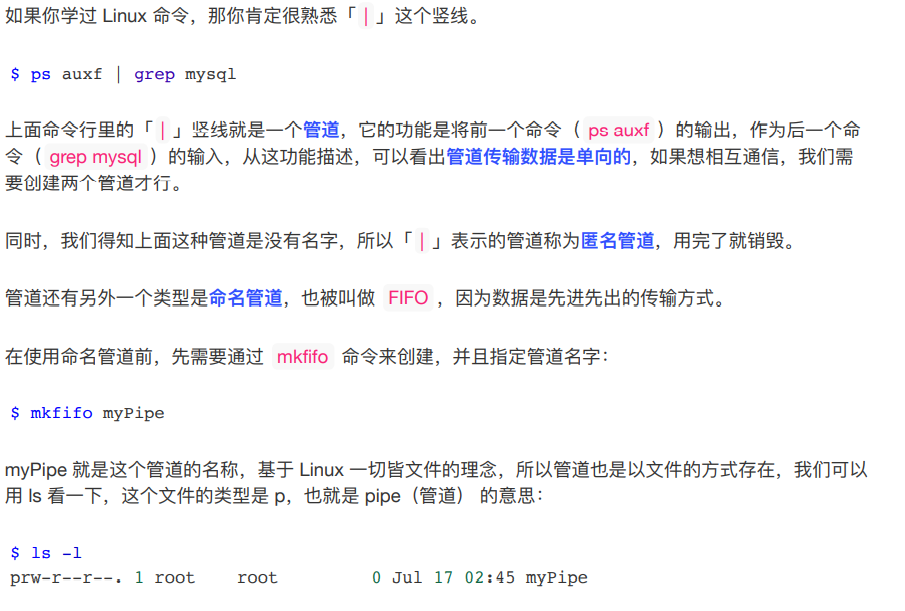 如果你学过 Linux 命令，那你肯定很熟悉「|」这个竖线。
$ ps auxf | grep mysql
上面命令行里的「|」竖线就是一个管道，它的功能是将前一个命令（ps auxf）的输出，作为后一个命
令（grep mysql）的输入，从这功能描述，可以看出管道传输数据是单向的，如果想相互通信，我们需
要创建两个管道才行。
同时，我们得知上面这种管道是没有名字，所以「|」表示的管道称为匿名管道，用完了就销毁。
管道还有另外一个类型是命名管道，也被叫做 FIFO ，因为数据是先进先出的传输方式。
在使用命名管道前，先需要通过 mkfifo 命令来创建，并且指定管道名字：
$ mkfifo myPipe
myPipe 就是这个管道的名称，基于 Linux 一切皆文件的理念，所以管道也是以文件的方式存在，我们可以
用 ls 看一下，这个文件的类型是 p，也就是 pipe（管道） 的意思：
$ ls -l
prw-r--r--. 1 root    root         0 Jul 17 02:45 myPipe